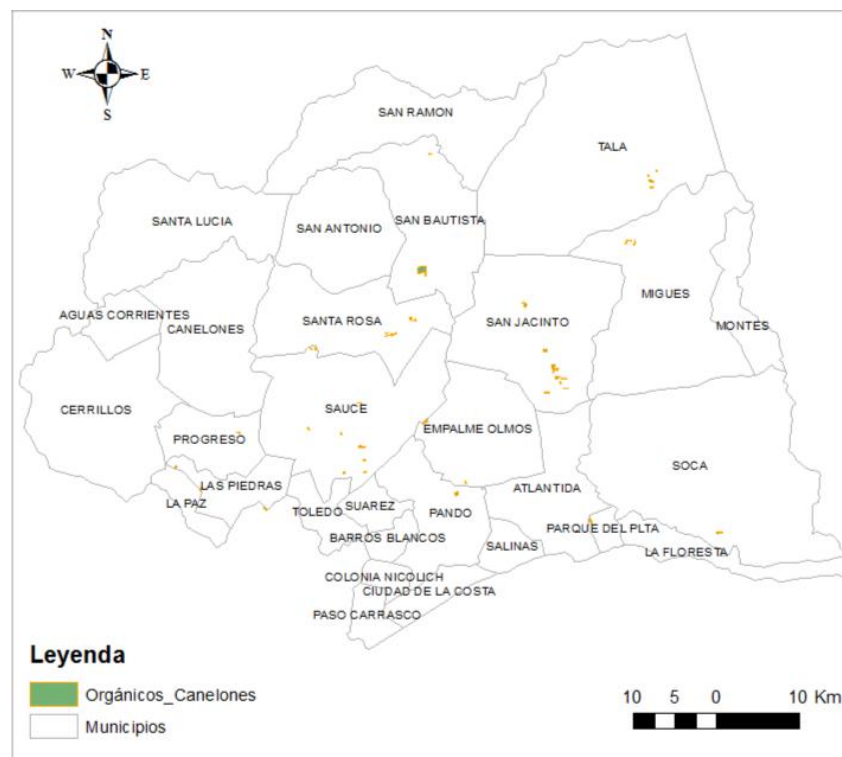 N
W E
S
SAN RAMON
TALA
SANTA LUCIA
SAN ANTONIO
SAN BAUTISTA
MIGUES
AGUAS CORRIENTES
CANELONES
SANTA ROSA
SAN JACINTO
MONTES
CERRILLOS
SAUCE
PROGRESO
EMPALME OLMOS
SOCA
LAS PIEDRAS
ATLANTIDA
LA PAZ
TOLEDO
SUAREZ
PANDO
PARQUE DEL PLTA
BARROS BLANCOS
SALINAS
LA FLORESTA
COLONIA NICOLICH
CIUDAD DE LA COSTA
PASO CARRASCO
Leyenda
Orgánicos_Canelones
Municipios
10 5 0 10 Km